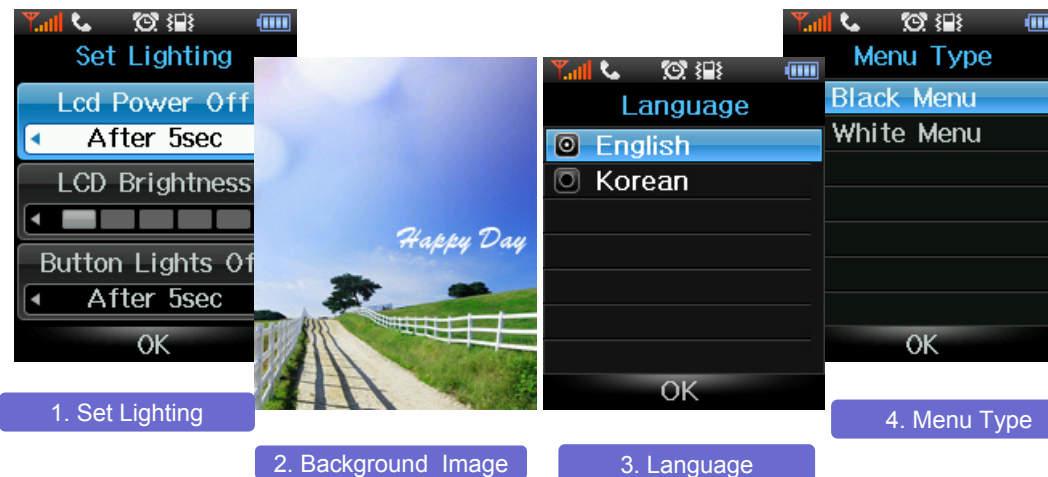 Set Lighting
Lcd Power Off
After 5sec
LCD Brightness
Button Lights Of
After 5sec
OK
1. Set Lighting
Happy Day
2. Background Image
Language
English
Korean
OK
3. Language
Menu Type
Black Menu
White Menu
OK
4. Menu Type